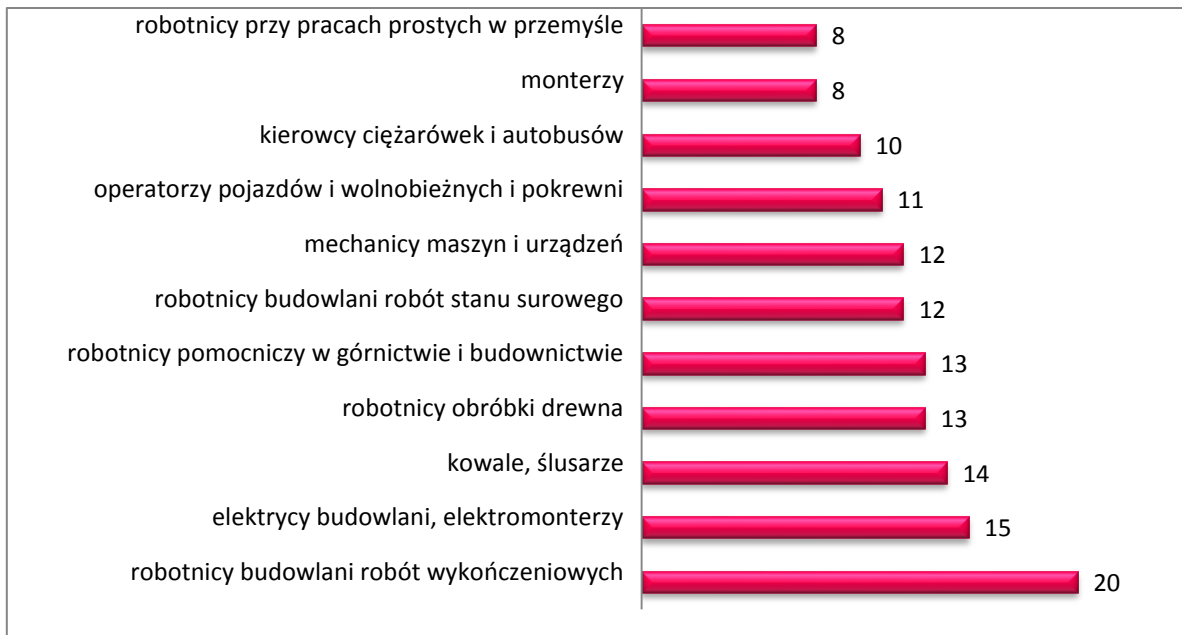 robotnicy przy pracach prostych w przemyśle 8
monterzy 8
kierowcy ciężarówek i autobusów 10
operatorzy pojazdów i wolnobieżnych i pokrewni 11
mechanicy maszyn i urządzeń 12
robotnicy budowlani robót stanu surowego 12
robotnicy pomocniczy w górnictwie i budownictwie 13
robotnicy obróbki drewna 13
kowale, ślusarze 14
elektrycy budowlani, elektromonterzy 15
robotnicy budowlani robót wykończeniowych 20